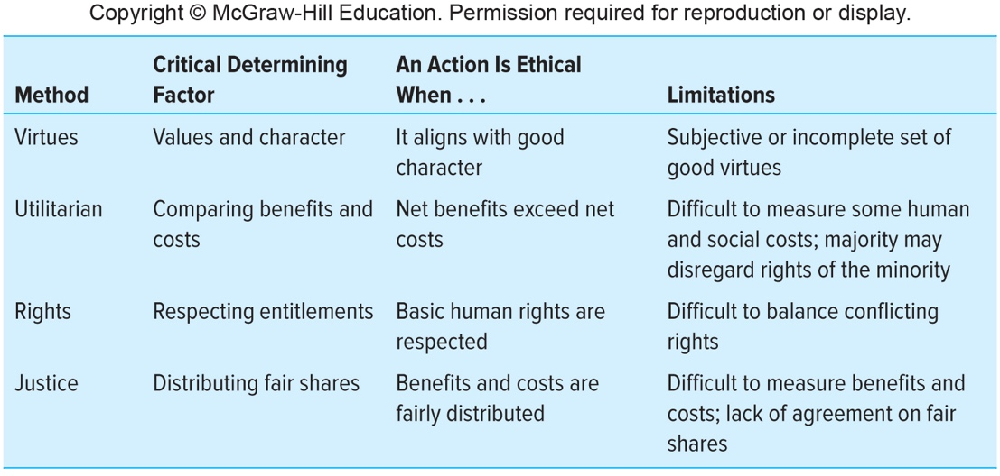 Copyright © McGraw-Hill Education. Permission required for reproduction or display.
Method
Critical Determining
Factor
An Action Is Ethical
When . . .
Limitations
Virtues
Values and character
It aligns with good
character
Subjective or incomplete set of
good virtues
Utilitarian
Comparing benefits and
costs
Net benefits exceed net
costs
Difficult to measure some human
and social costs; majority may
disregard rights of the minority
Rights
Respecting entitlements
Basic human rights are
respected
Difficult to balance conflicting
rights
Justice
Distributing fair shares
Benefits and costs are
fairly distributed
Difficult to measure benefits and
costs; lack of agreement on fair
shares